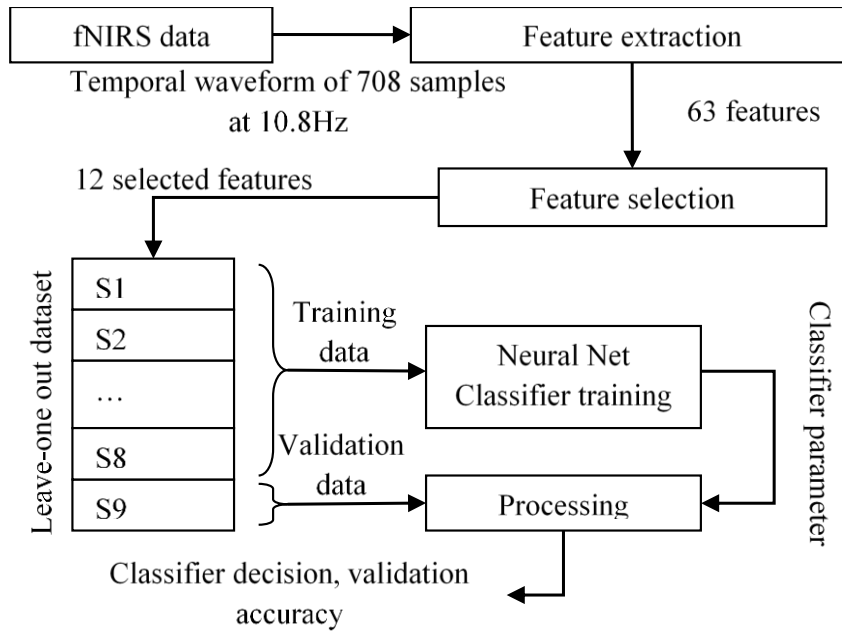 fNIRS data
Feature extraction
Temporal waveform of 708 samples
at 10.8Hz
63 features
12 selected features
Feature selection
Leave-one out dataset
S1
S2
...
S8
S9
Training
data
Validation
data
Neural Net
Classifier training
Processing
Classifier parameter
Classifier decision, validation
accuracy